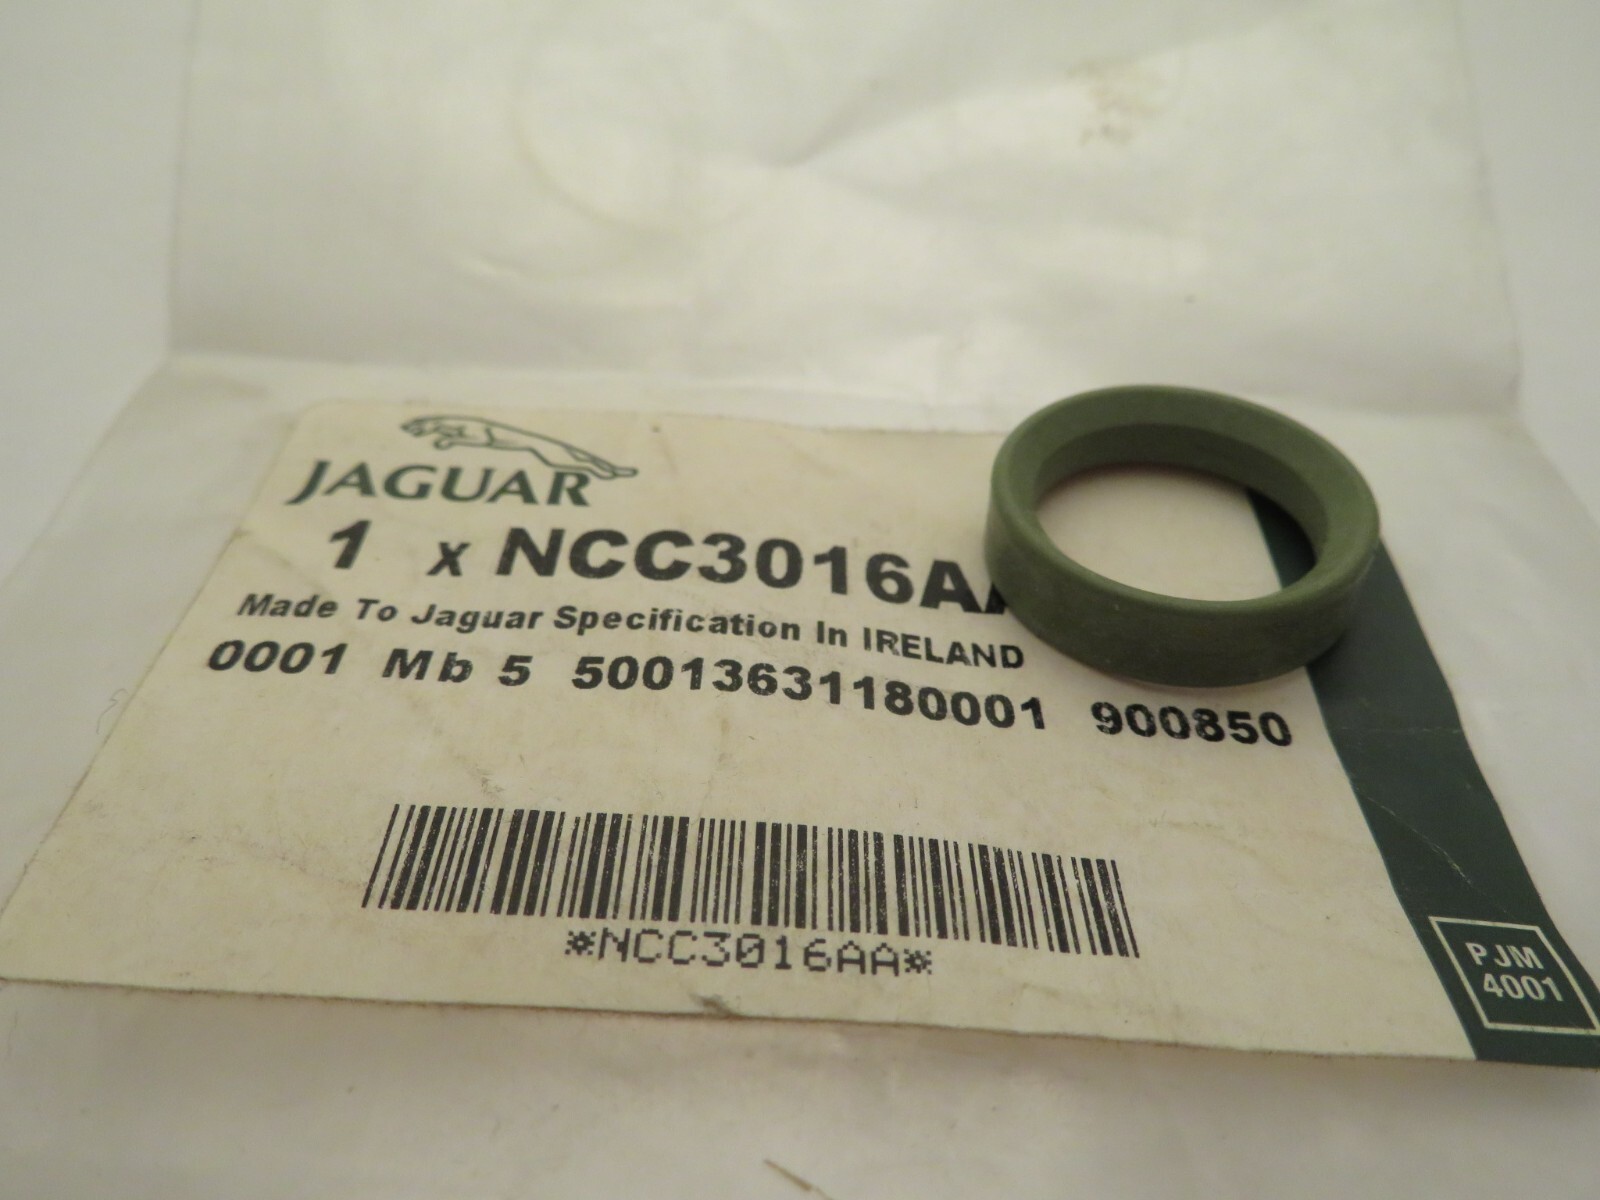 JAGUAR
1 x NCC3016AA
Made To Jaguar Specification In IRELAND
0001 Mb 5 50013631180001 900850
*NCC3016AA*
PJM
4001